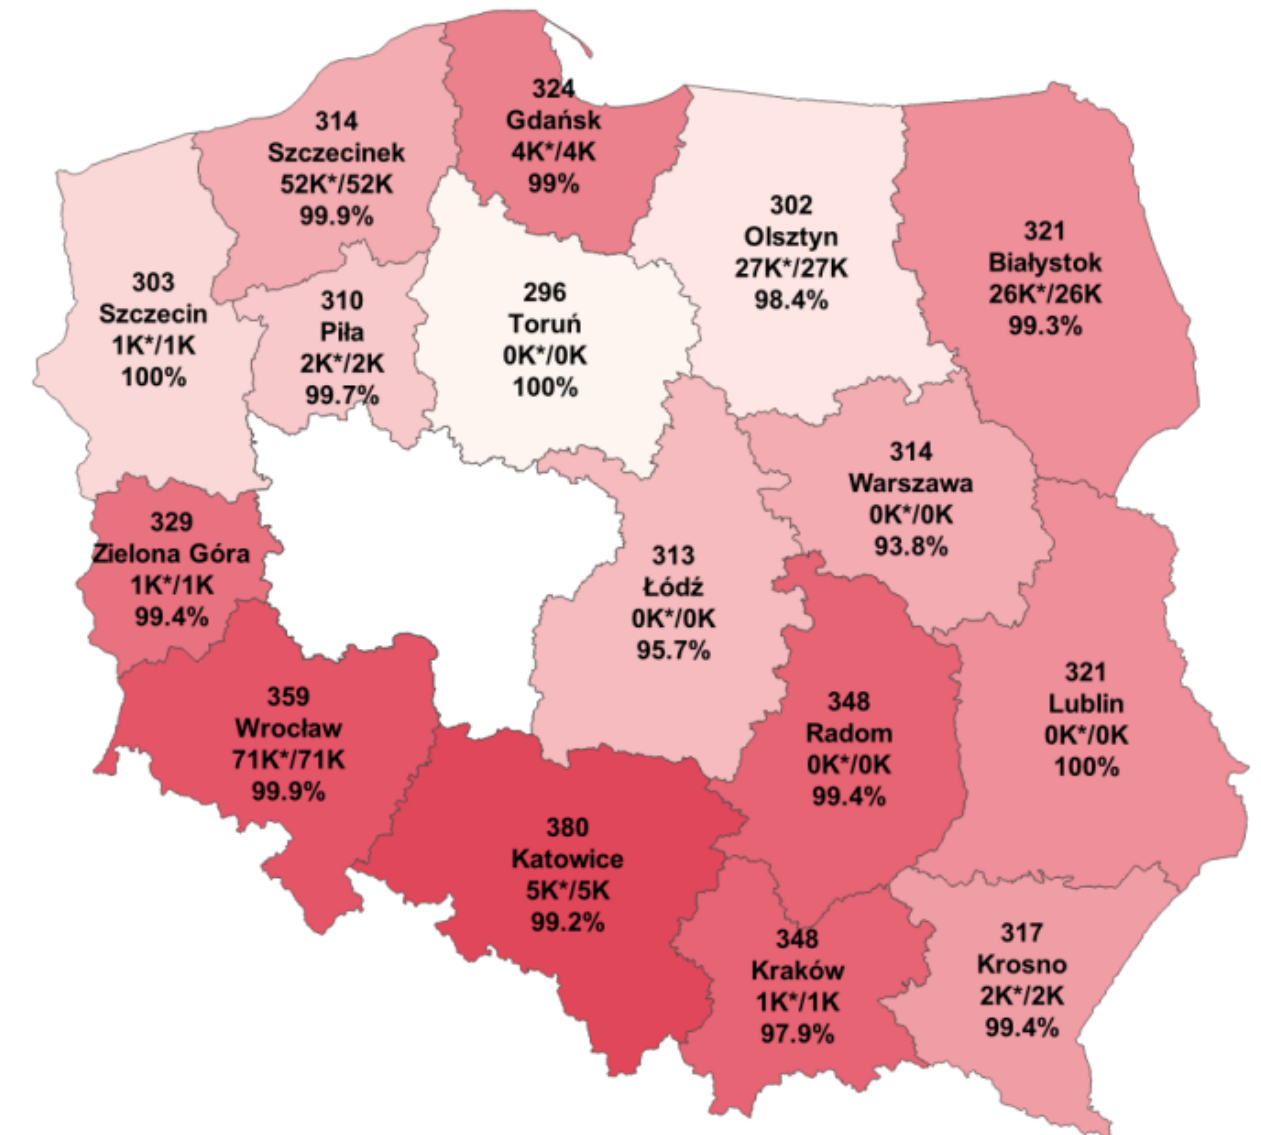 324
Gdańsk
4K*/4K
99%
314
Szczecinek
52K*/52K
99.9%
302
Olsztyn
27K*/27K
98.4%
321
Białystok
26K*/26K
99.3%
303
Szczecin
1K*/1K
100%
310
Piła
2K*/2K
99.7%
296
Toruń
0K*/0K
100%
314
Warszawa
0K*/0K
93.8%
329
Zielona Góra
1K*/1K
99.4%
313
Łódź
0K*/0K
95.7%
359
Wrocław
71K*/71K
99.9%
348
Radom
0K*/0K
99.4%
321
Lublin
0K*/0K
100%
380
Katowice
5K*/5K
99.2%
348
Kraków
1K*/1K
97.9%
317
Krosno
2K*/2K
99.4%